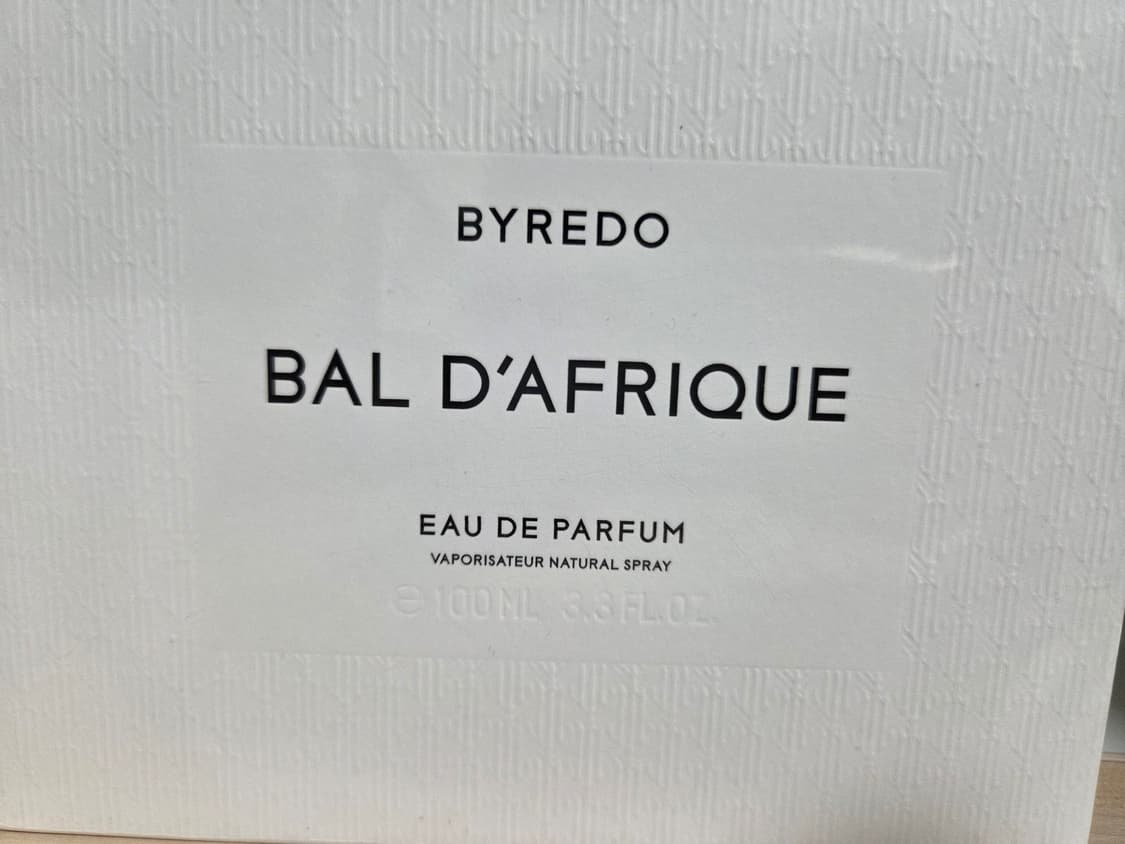 BYREDO
BAL D'AFRIQUE
EAU DE PARFUM
VAPORISATEUR NATURAL SPRAY
℮ 100 ML 3.3 FL.OZ.